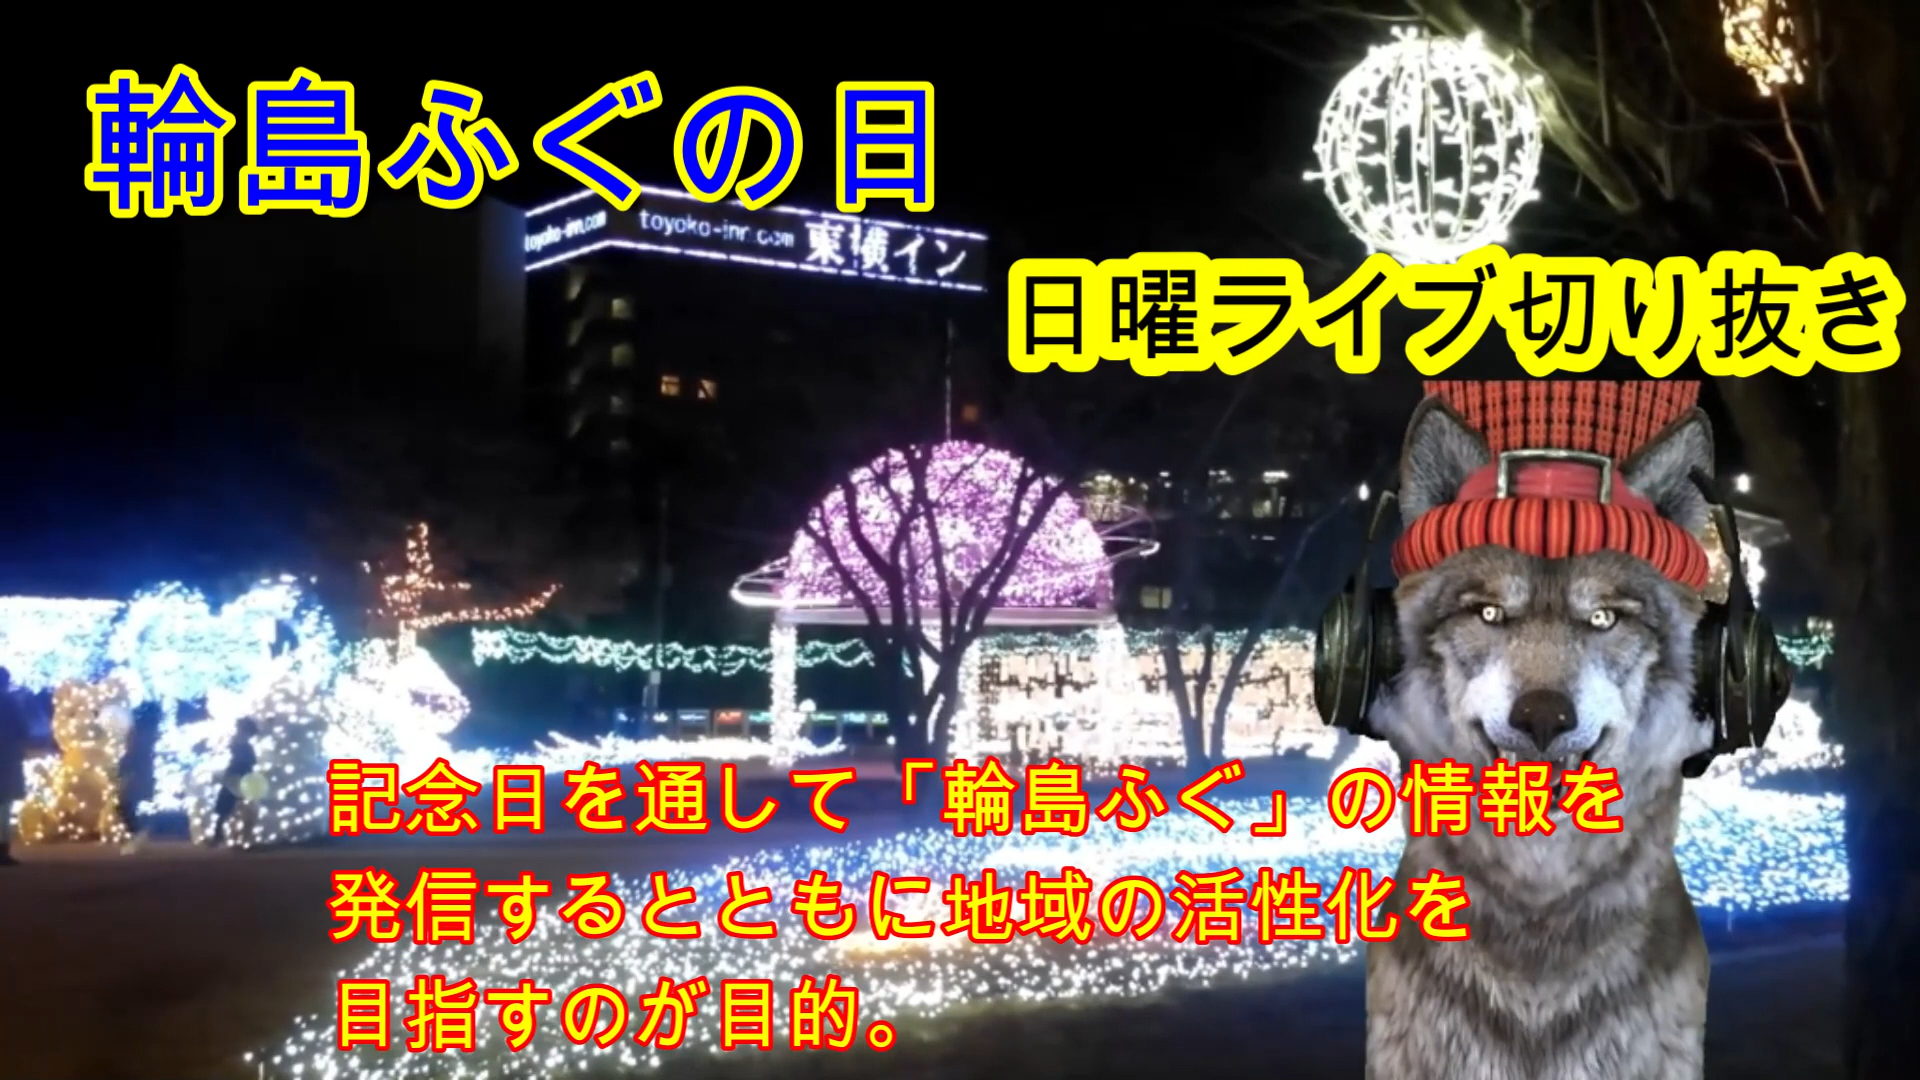 輪島ふぐの日
toyoko-inn.com
toyoko-inn.com 東横イン
日曜ライブ切り抜き
記念日を通して「輪島ふぐ」の情報を
発信するとともに地域の活性化を
目指すのが目的。